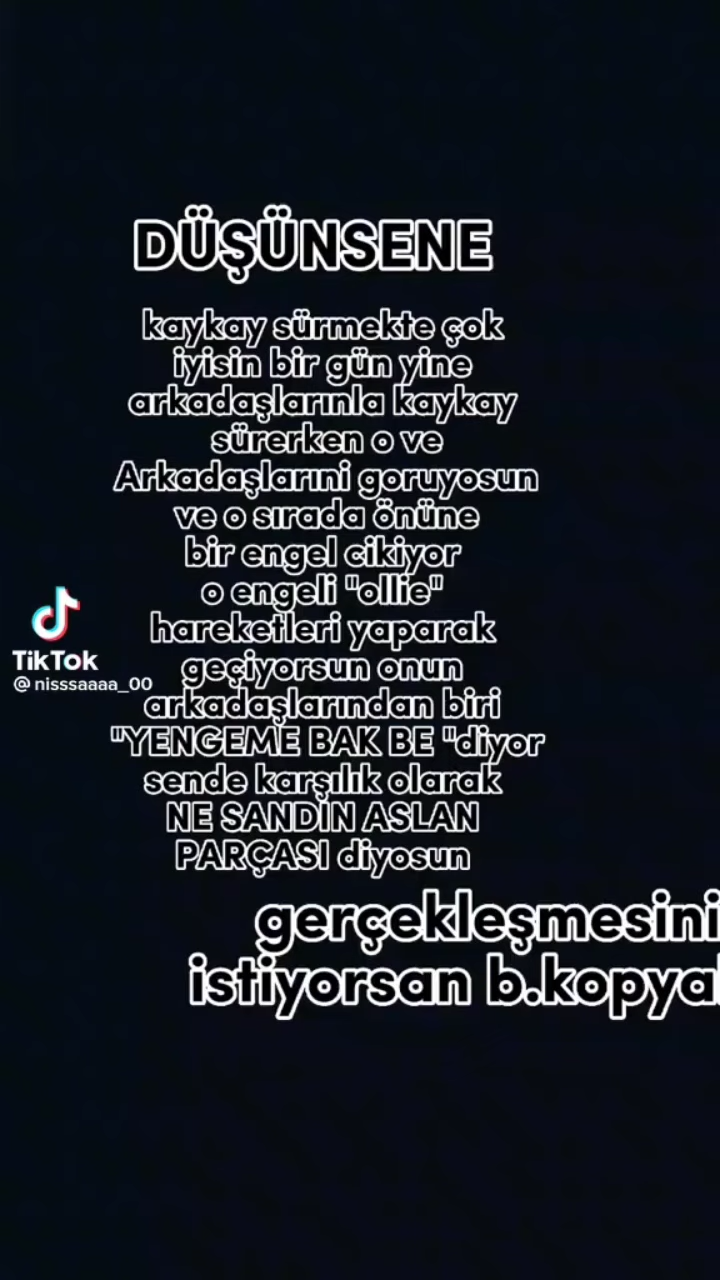 DÜŞÜNSENE
kaykay sürmekte çok
iyisin bir gün yine
arkadaşlarınla kaykay
sürerken o ve
Arkadaşlarıni goruyosun
ve o sırada önüne
bir engel cikiyor
o engeli "ollie"
hareketleri yaparak
geçiyorsun onun
arkadaşlarından biri
"YENGEME BAK BE "diyor
sende karşılık olarak
NE SANDIN ASLAN
PARÇASI diyosun
gerçekleşmesini
istiyorsan b.kopyal
TikTok
@nisssaaaa_00